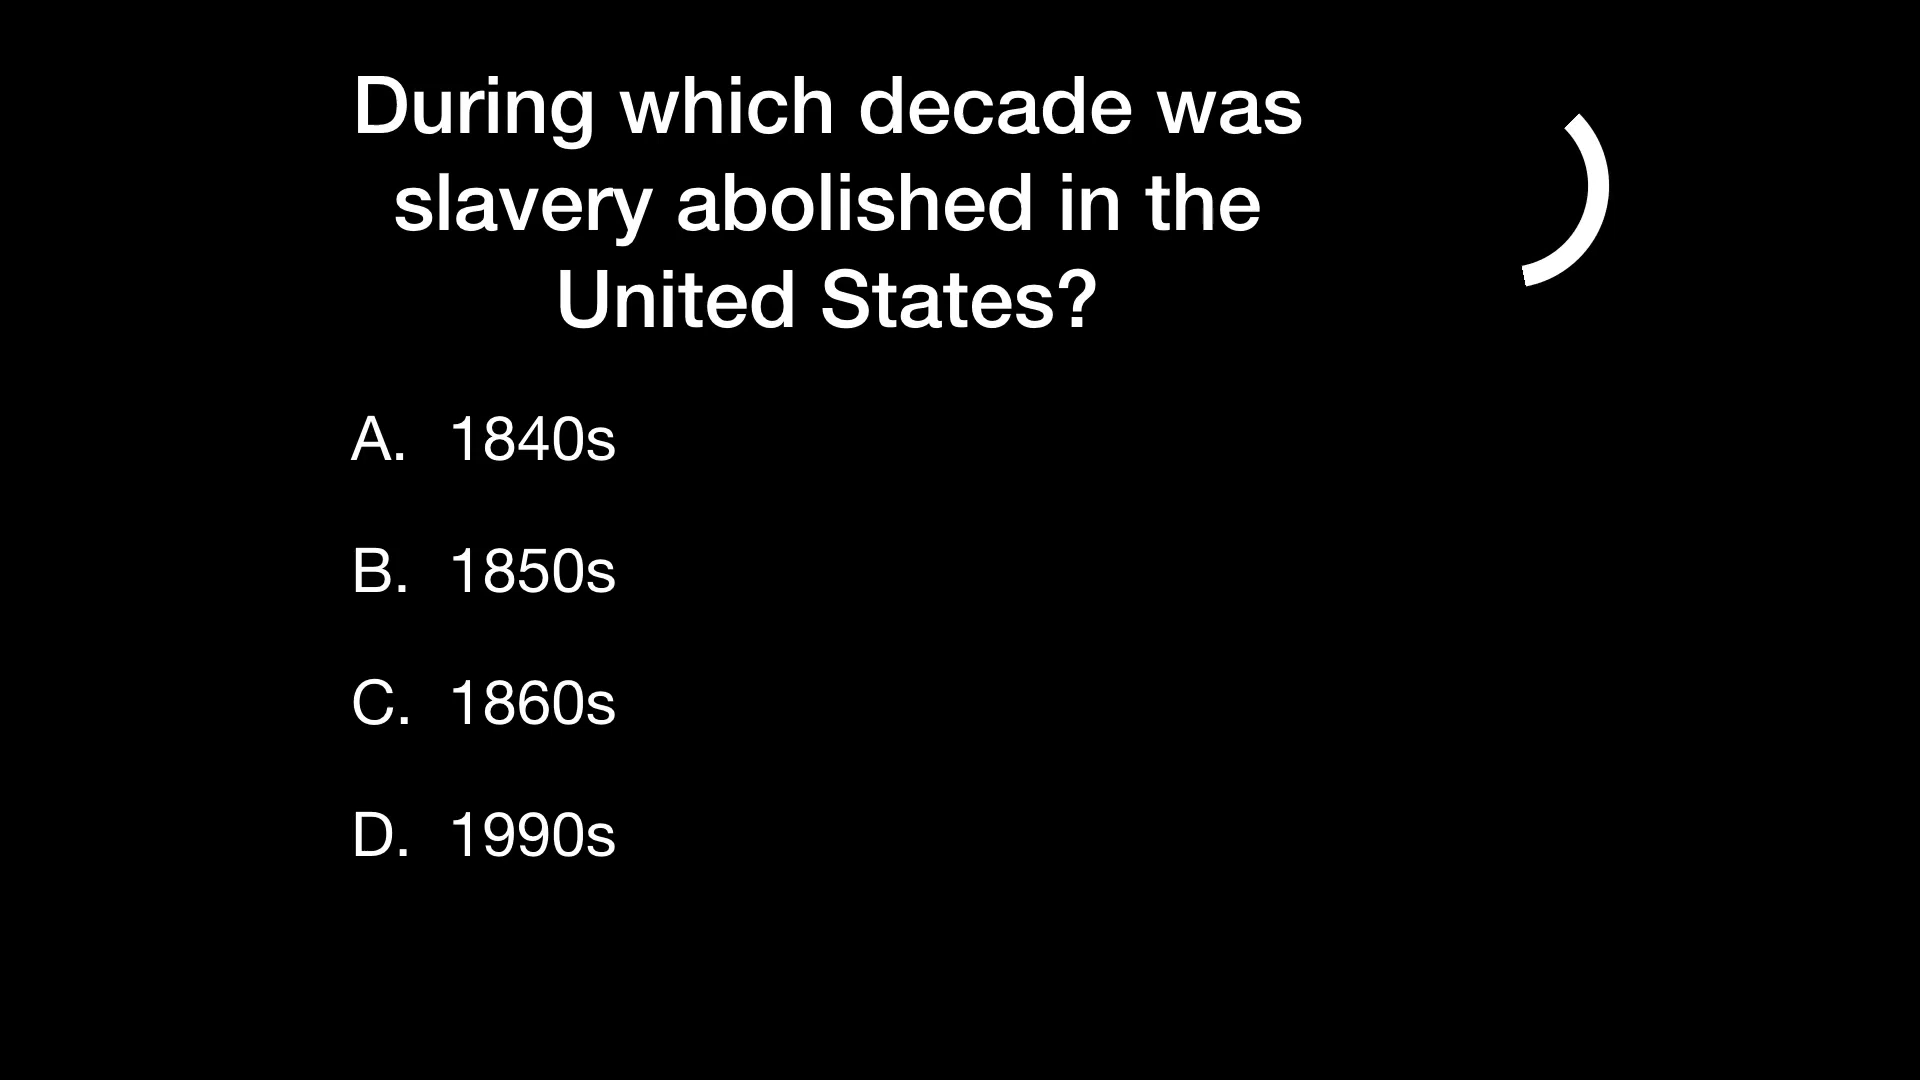 During which decade was
slavery abolished in the
United States?
A. 1840s
B. 1850s
C. 1860s
D. 1990s